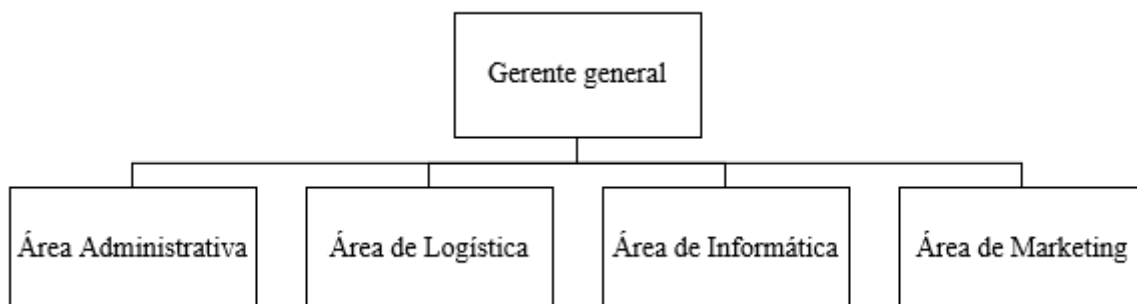 Gerente general
Área Administrativa
Área de Logística
Área de Informática
Área de Marketing